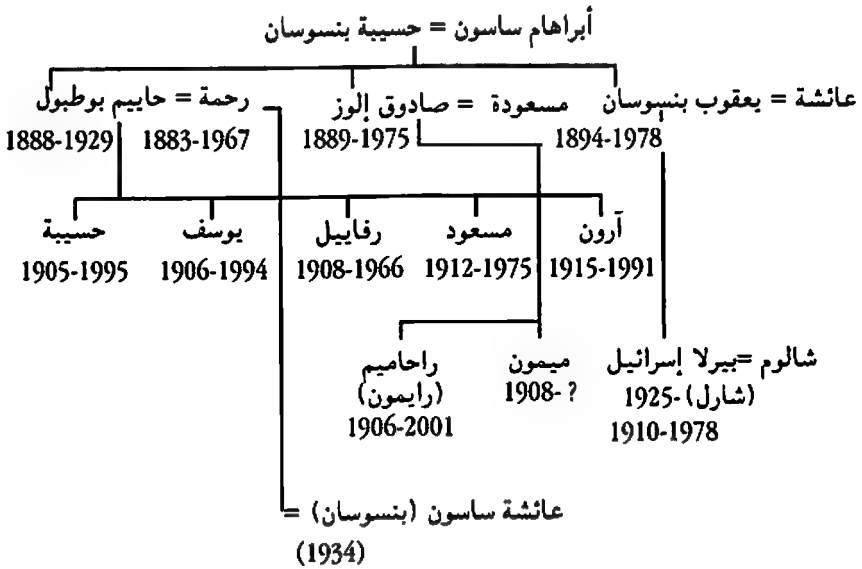 أبراهام ساسون = حسيبة بنسوسان
عائشة = يعقوب بنسوسان مسعودة = صادوق إلوز رحمة = حاييم بوطبول
1894-1978 1889-1975 1883-1967 1888-1929
آرون مسعود رفاييل يوسف حسيبة
1915-1991 1912-1975 1908-1966 1906-1994 1905-1995
شالوم =بيرلا إسرائيل ميمون راحاميم
(شارل) -1925 1908- ? (رايمون)
1910-1978 1906-2001
عائشة ساسون (بنسوسان) =
(1934)